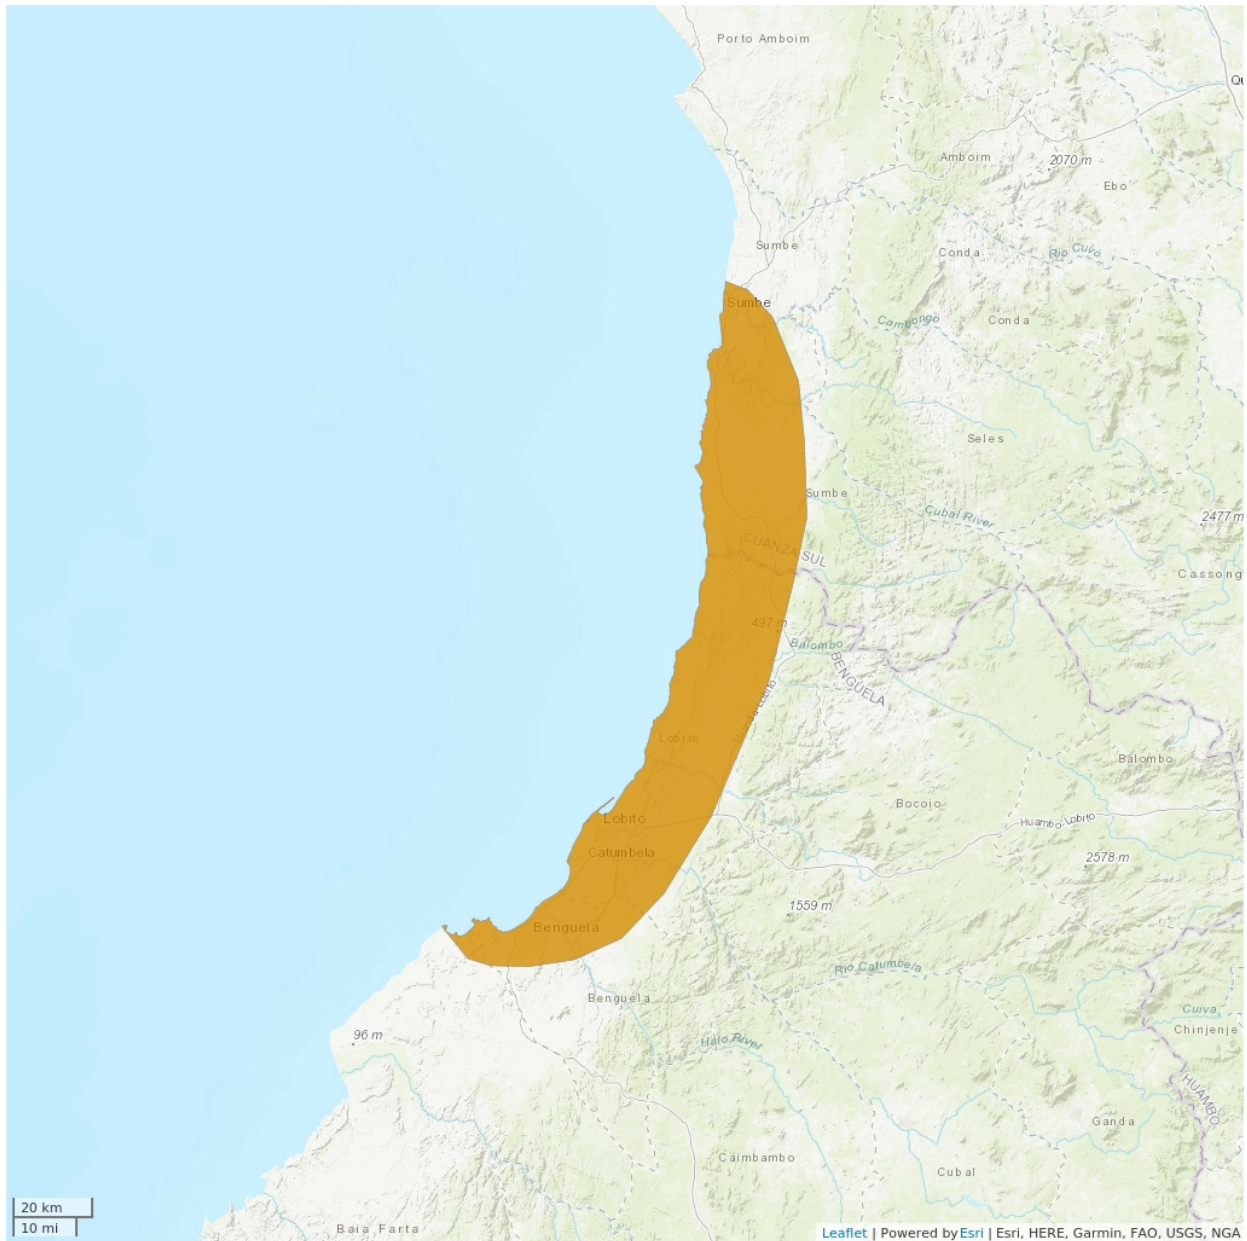 Porto Amboim
Qu
Amboim
2070 m
Ebo
Sumbe
Conda
Rio Cuvo
Sumbe
Cambongo
Conda
Seles
Sumbe
Cubal River
2477 m
CUANZA SUL
Cassong
497 m
Balombo
BENGUELA
Luanda-Lobito
Lobito
Balombo
Bocoio
Lobito
Huambo-Lobito
Catumbela
2578 m
1559 m
Benguela
Rio Catumbela
Benguela
Cuiva
Chinjenje
96 m
Halo River
HUAMBO
Ganda
Caimbambo
Cubal
20 km
10 mi
Baia Farta
Leaflet | Powered by Esri | Esri, HERE, Garmin, FAO, USGS, NGA